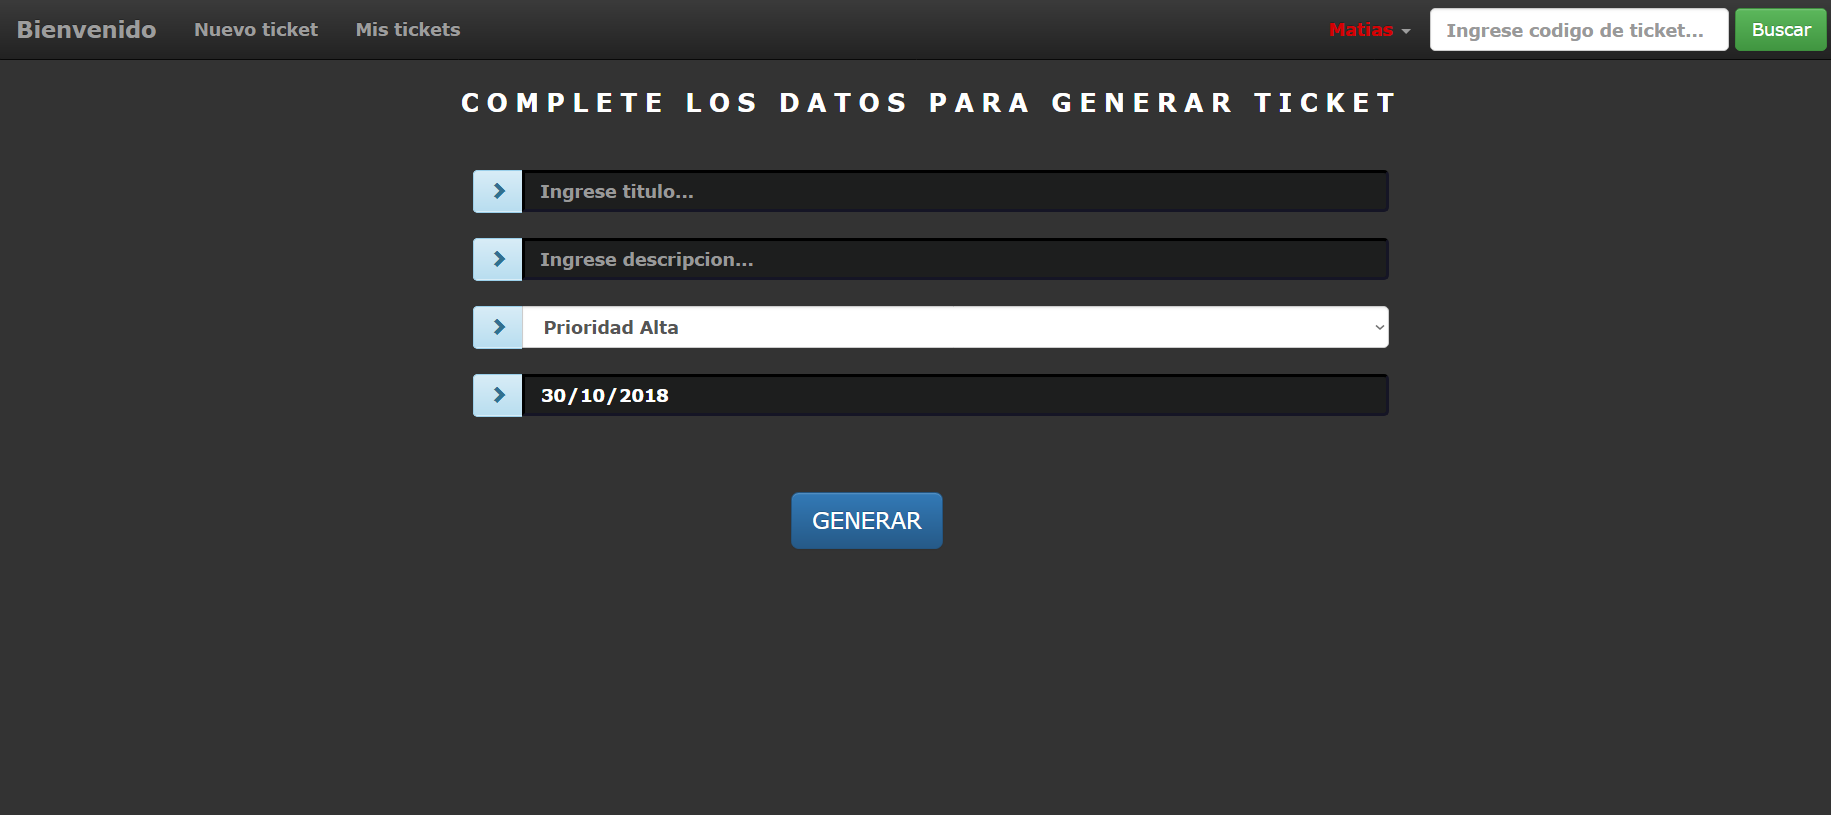 Bienvenido Nuevo ticket Mis tickets Matias Ingrese codigo de ticket... Buscar
COMPLETE LOS DATOS PARA GENERAR TICKET
Ingrese titulo...
Ingrese descripcion...
Prioridad Alta
30/10/2018
GENERAR